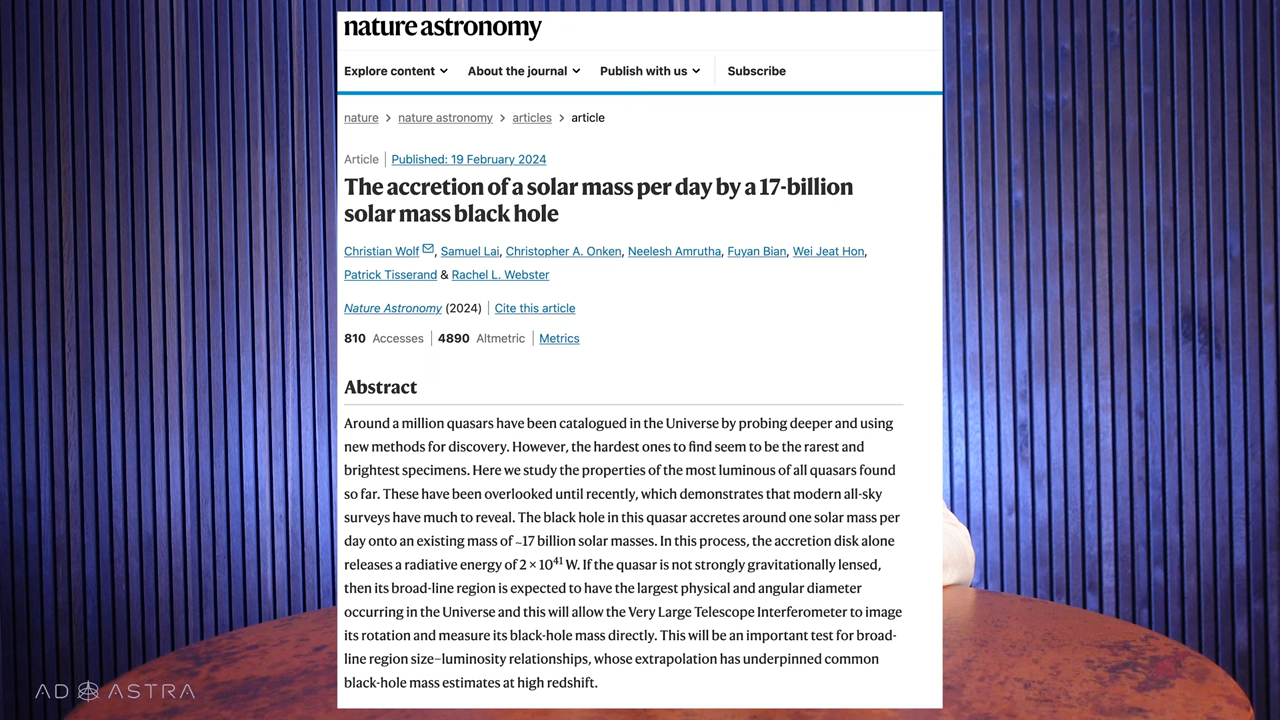 nature astronomy
Explore content About the journal Publish with us Subscribe
nature > nature astronomy > articles > article
Article | Published: 19 February 2024
The accretion of a solar mass per day by a 17-billion
solar mass black hole
Christian Wolf, Samuel Lai, Christopher A. Onken, Neelesh Amrutha, Fuyan Bian, Wei Jeat Hon,
Patrick Tisserand & Rachel L. Webster
Nature Astronomy (2024) | Cite this article
810 Accesses | 4890 Altmetric | Metrics
Abstract
Around a million quasars have been catalogued in the Universe by probing deeper and using
new methods for discovery. However, the hardest ones to find seem to be the rarest and
brightest specimens. Here we study the properties of the most luminous of all quasars found
so far. These have been overlooked until recently, which demonstrates that modern all-sky
surveys have much to reveal. The black hole in this quasar accretes around one solar mass per
day onto an existing mass of ~17 billion solar masses. In this process, the accretion disk alone
releases a radiative energy of 2 × 10⁴¹ W. If the quasar is not strongly gravitationally lensed,
then its broad-line region is expected to have the largest physical and angular diameter
occurring in the Universe and this will allow the Very Large Telescope Interferometer to image
its rotation and measure its black-hole mass directly. This will be an important test for broad-
line region size–luminosity relationships, whose extrapolation has underpinned common
black-hole mass estimates at high redshift.
AD ASTRA